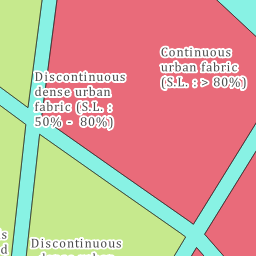 Continuous
urban fabric
(S.L. : > 80%)
Discontinuous
dense urban
fabric (S.L. :
50% - 80%)
s
d
Discontinuous